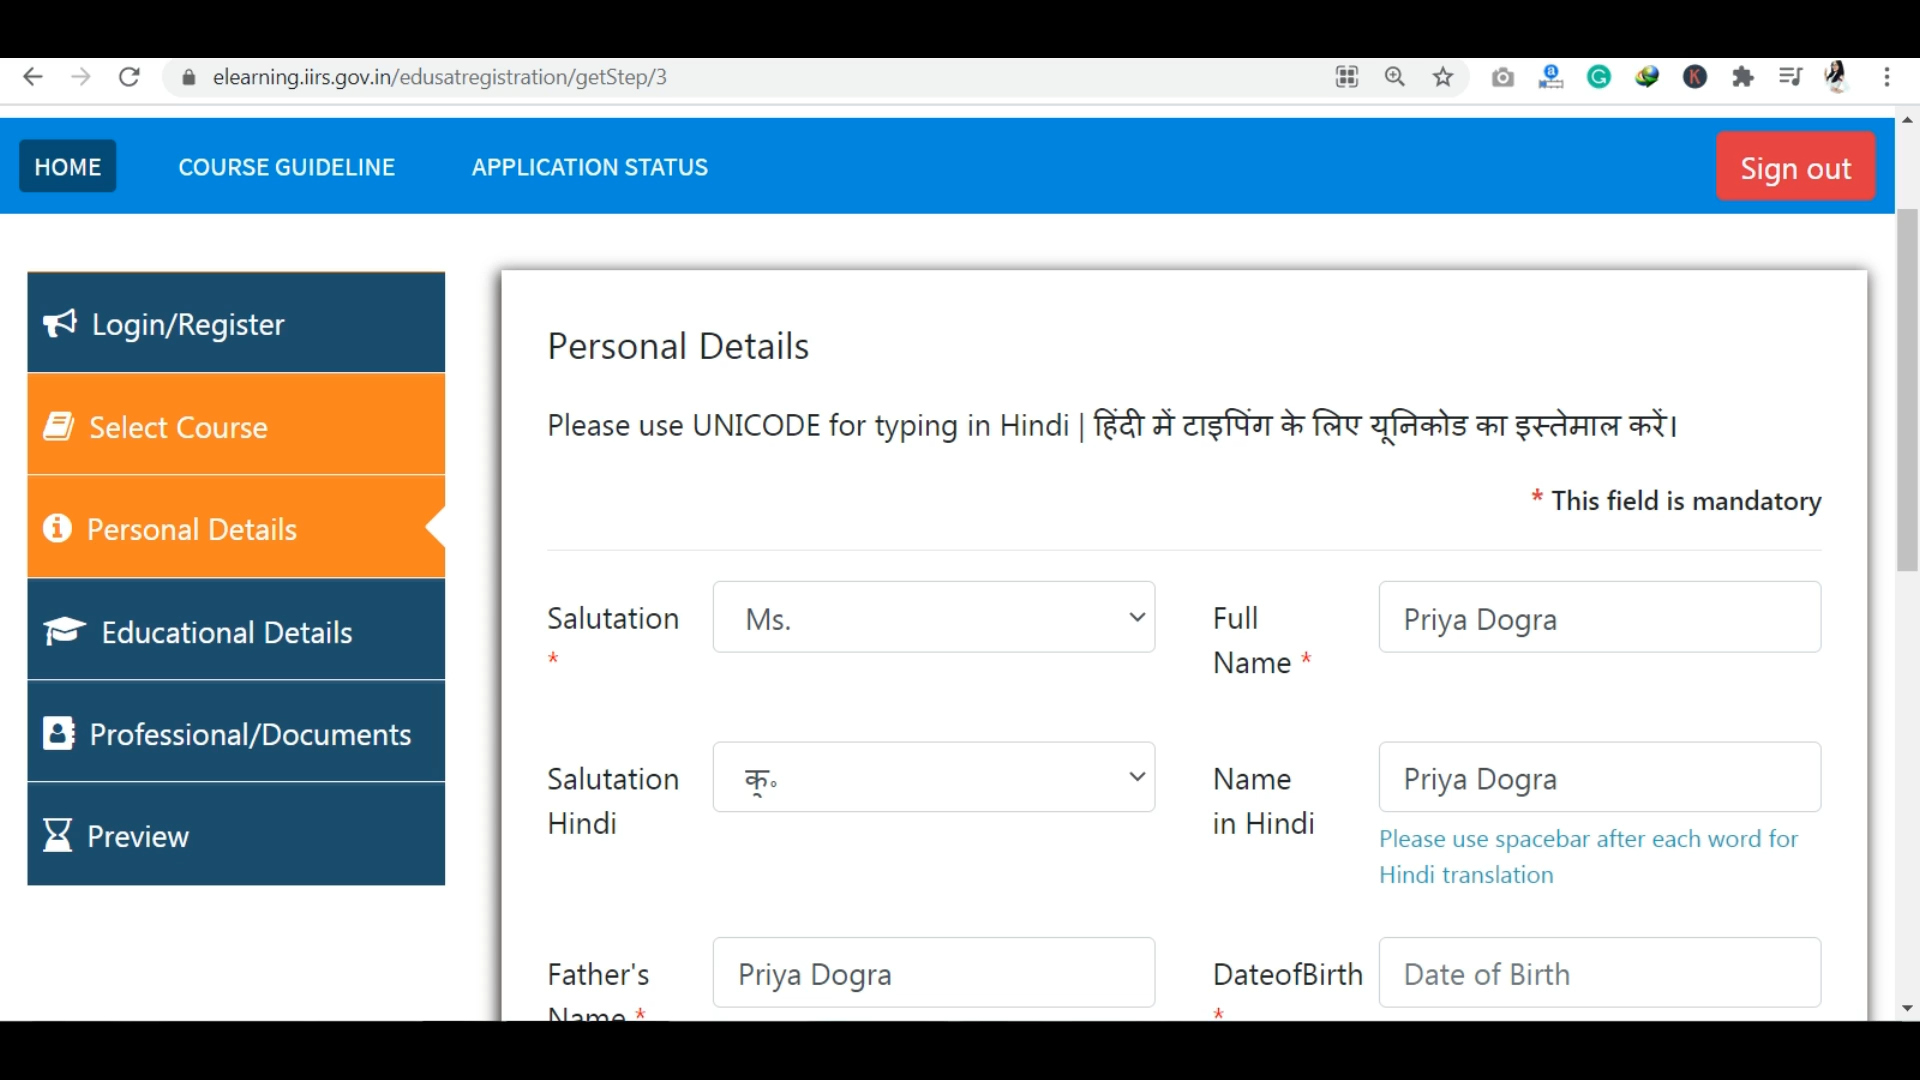 elearning.iirs.gov.in/edusatregistration/getStep/3
HOME COURSE GUIDELINE APPLICATION STATUS Sign out
Login/Register
Select Course
Personal Details
Educational Details
Professional/Documents
Preview
Personal Details
Please use UNICODE for typing in Hindi | हिंदी में टाइपिंग के लिए यूनिकोड का इस्तेमाल करें।
* This field is mandatory
Salutation
*
Ms.
Full
Name *
Priya Dogra
Salutation
Hindi
कु॰
Name
in Hindi
Priya Dogra
Please use spacebar after each word for
Hindi translation
Father's
Name *
Priya Dogra
DateofBirth
*
Date of Birth